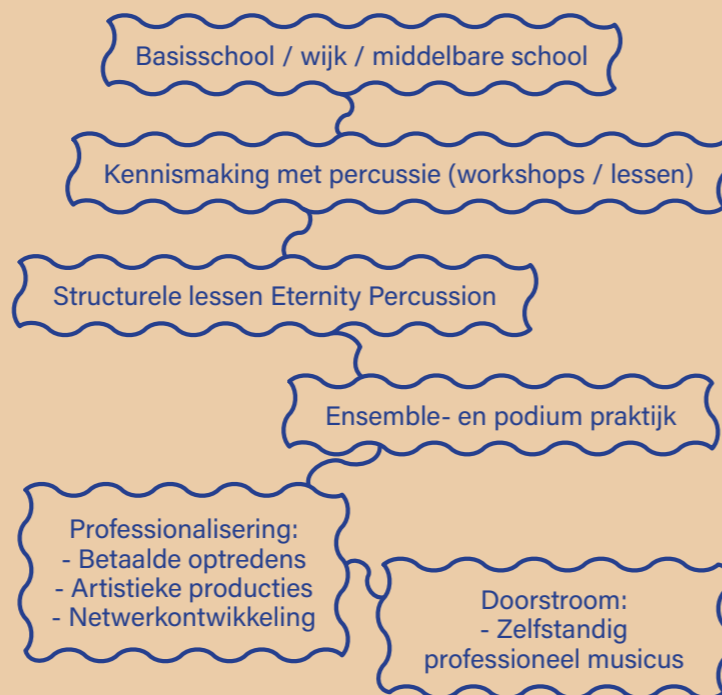 Basisschool / wijk / middelbare school
Kennismaking met percussie (workshops / lessen)
Structurele lessen Eternity Percussion
Ensemble- en podium praktijk
Professionalisering:
- Betaalde optredens
- Artistieke producties
- Netwerkontwikkeling
Doorstroom:
- Zelfstandig
professioneel musicus